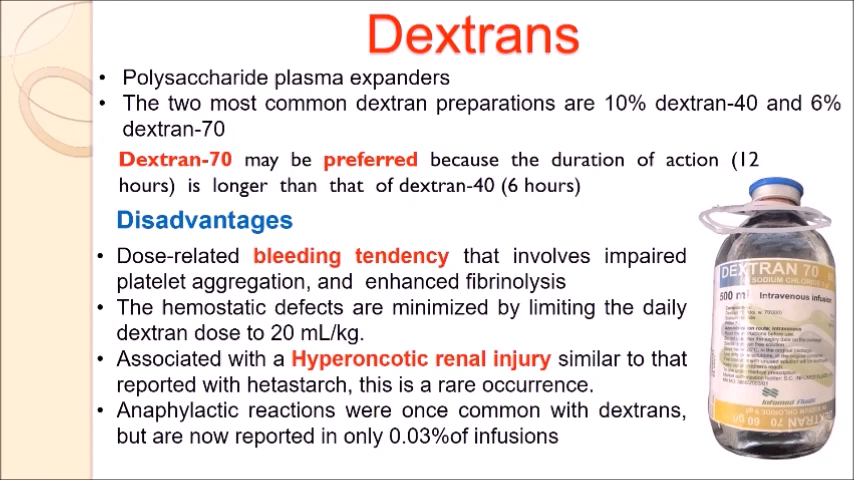 Dextrans
• Polysaccharide plasma expanders
• The two most common dextran preparations are 10% dextran-40 and 6%
dextran-70
Dextran-70 may be preferred because the duration of action (12
hours) is longer than that of dextran-40 (6 hours)
Disadvantages
• Dose-related bleeding tendency that involves impaired
platelet aggregation, and enhanced fibrinolysis
• The hemostatic defects are minimized by limiting the daily
dextran dose to 20 mL/kg.
• Associated with a Hyperoncotic renal injury similar to that
reported with hetastarch, this is a rare occurrence.
• Anaphylactic reactions were once common with dextrans,
but are now reported in only 0.03%of infusions
DEXTRAN 70
SODIUM CHLORIDE
500 ml Intravenous infusion
Infomed Fluids